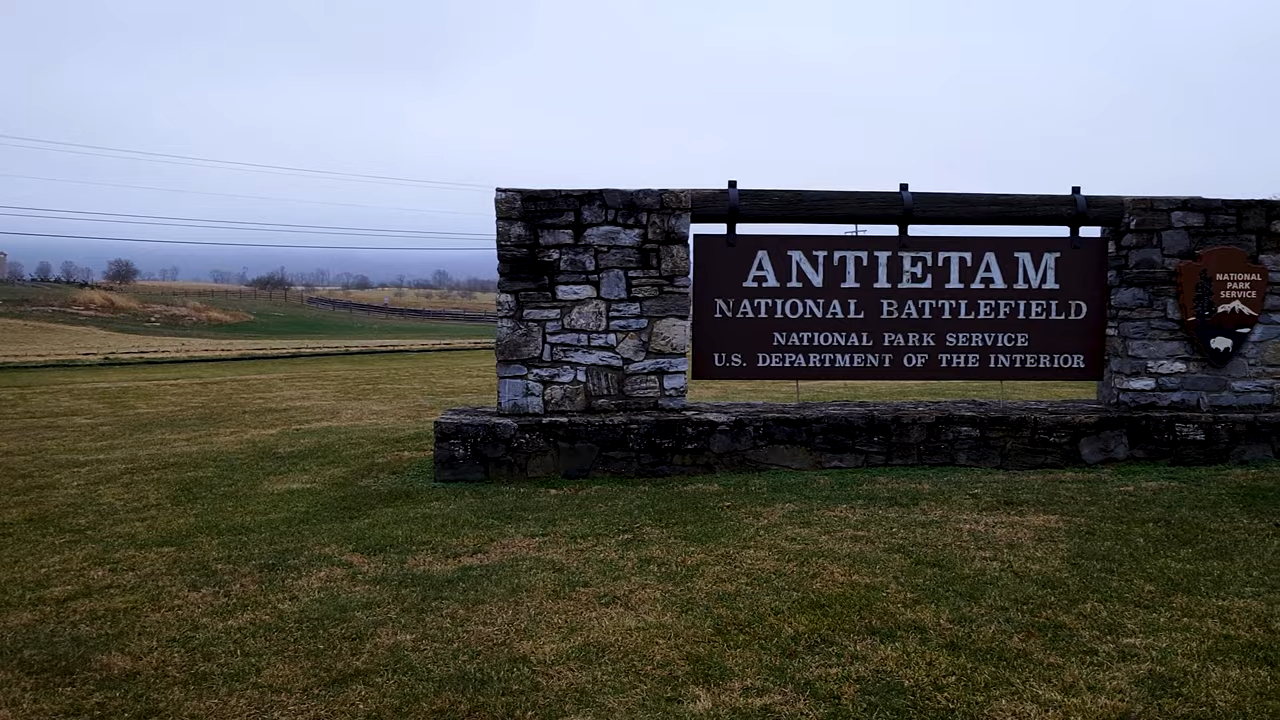 ANTIETAM
NATIONAL BATTLEFIELD
NATIONAL PARK SERVICE
U.S. DEPARTMENT OF THE INTERIOR
NATIONAL
PARK
SERVICE